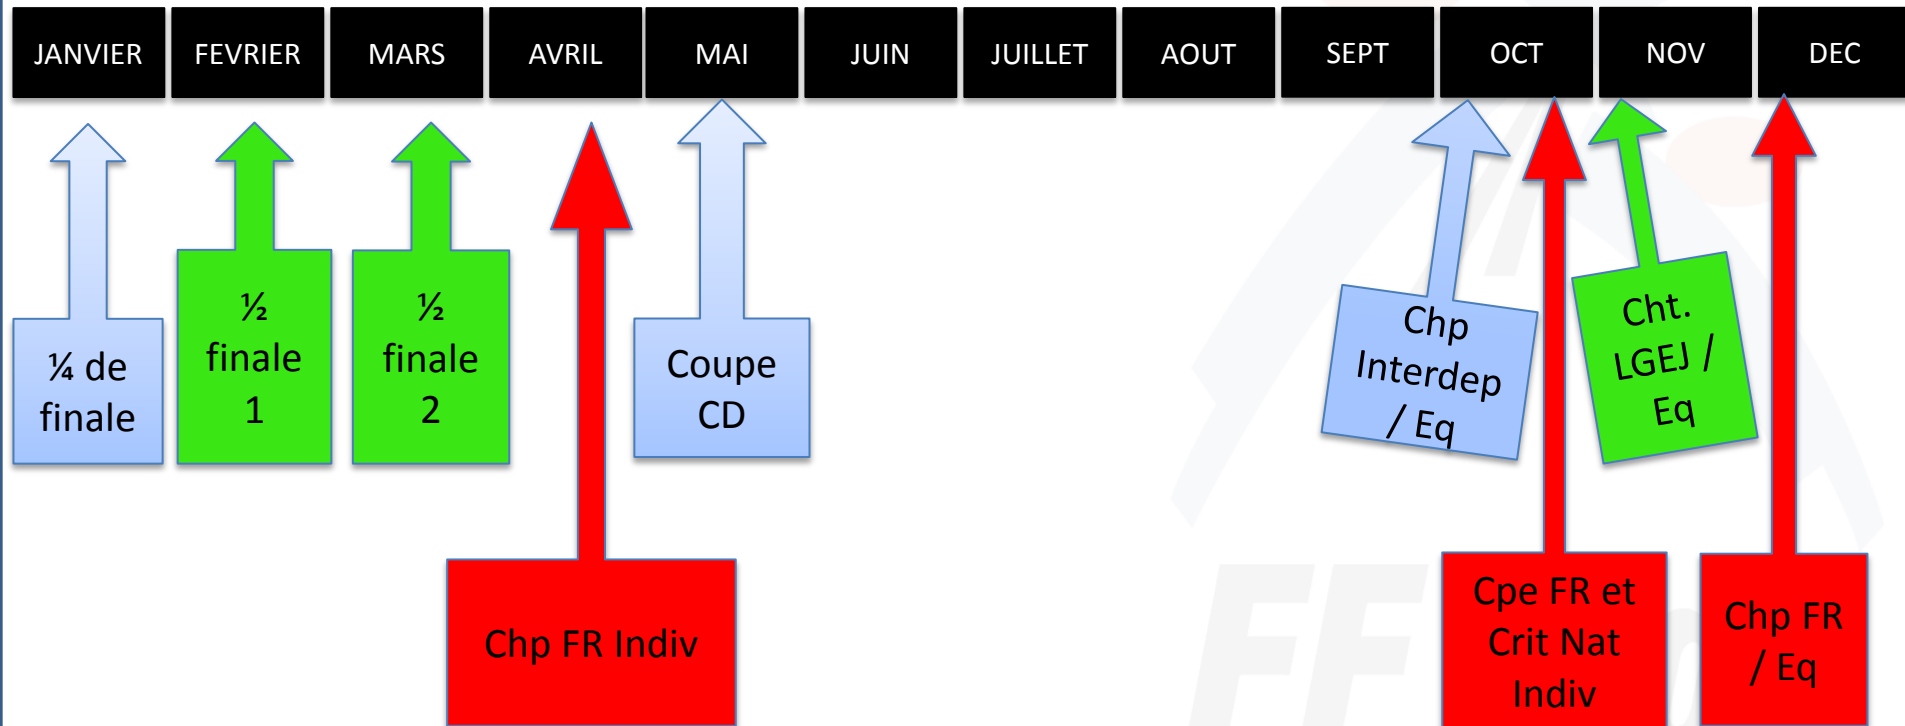 JANVIER FEVRIER MARS AVRIL MAI JUIN JUILLET AOUT SEPT OCT NOV DEC
¼ de
finale
½
finale
1
½
finale
2
Chp FR Indiv
Coupe
CD
Chp
Interdep
/ Eq
Cpe FR et
Crit Nat
Indiv
Cht.
LGEJ /
Eq
Chp FR
/ Eq
FF